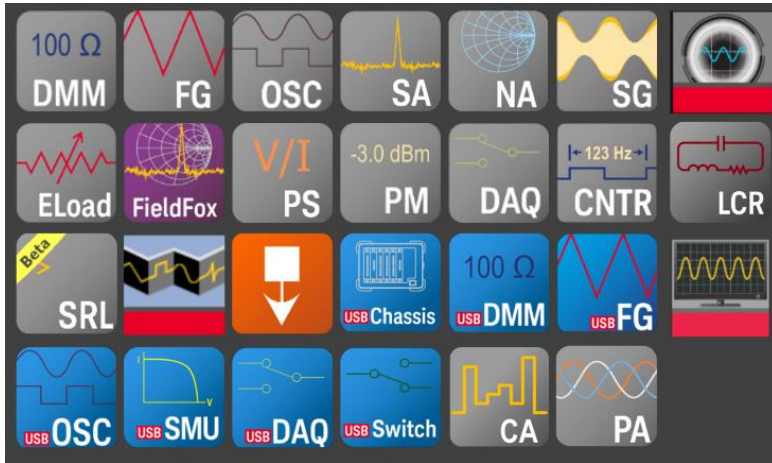 100 Ω
DMM
FG
OSC
SA
NA
SG
ELoad
FieldFox
V/I
PS
-3.0 dBm
PM
DAQ
123 Hz
CNTR
LCR
Beta
>
SRL
USB Chassis
100 Ω
USB DMM
USB FG
USB OSC
I
V
USB SMU
USB DAQ
USB Switch
CA
PA